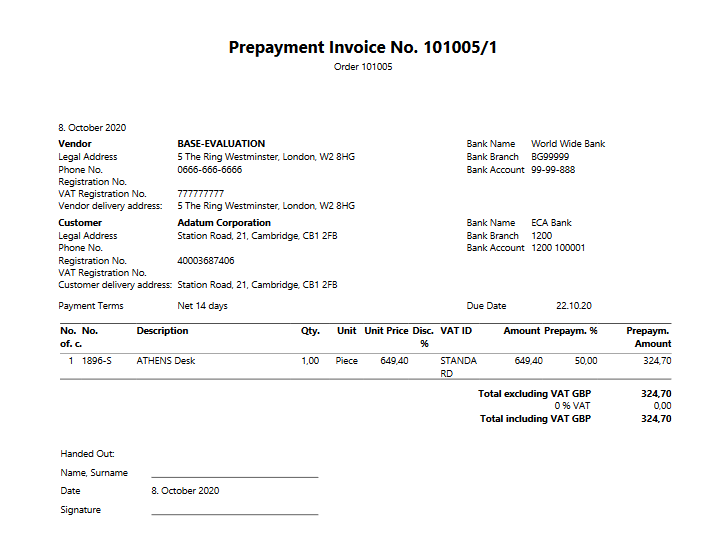 Prepayment Invoice No. 101005/1
Order 101005
8. October 2020
Vendor BASE-EVALUATION Bank Name World Wide Bank
Legal Address 5 The Ring Westminster, London, W2 8HG Bank Branch BG99999
Phone No. 0666-666-6666 Bank Account 99-99-888
Registration No.
VAT Registration No. 777777777
Vendor delivery address: 5 The Ring Westminster, London, W2 8HG
Customer Adatum Corporation Bank Name ECA Bank
Legal Address Station Road, 21, Cambridge, CB1 2FB Bank Branch 1200
Phone No. Bank Account 1200 100001
Registration No. 40003687406
VAT Registration No.
Customer delivery address: Station Road, 21, Cambridge, CB1 2FB
Payment Terms Net 14 days Due Date 22.10.20
No. No. Description Qty. Unit Unit Price Disc. VAT ID Amount Prepaym. % Prepaym.
of. c. % Amount
1 1896-S ATHENS Desk 1,00 Piece 649,40 STANDA 649,40 50,00 324,70
RD
Total excluding VAT GBP 324,70
0 % VAT 0,00
Total including VAT GBP 324,70
Handed Out:
Name, Surname
Date 8. October 2020
Signature